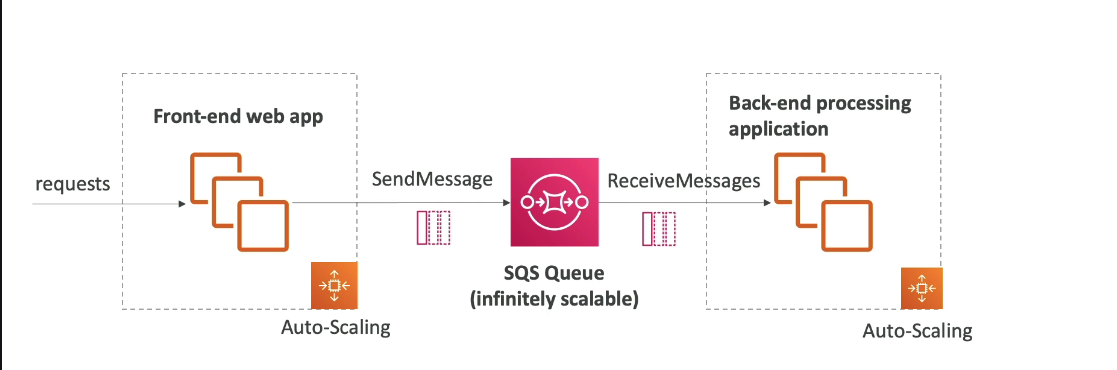 Front-end web app
Back-end processing
application
requests
SendMessage
ReceiveMessages
SQS Queue
(infinitely scalable)
Auto-Scaling
Auto-Scaling